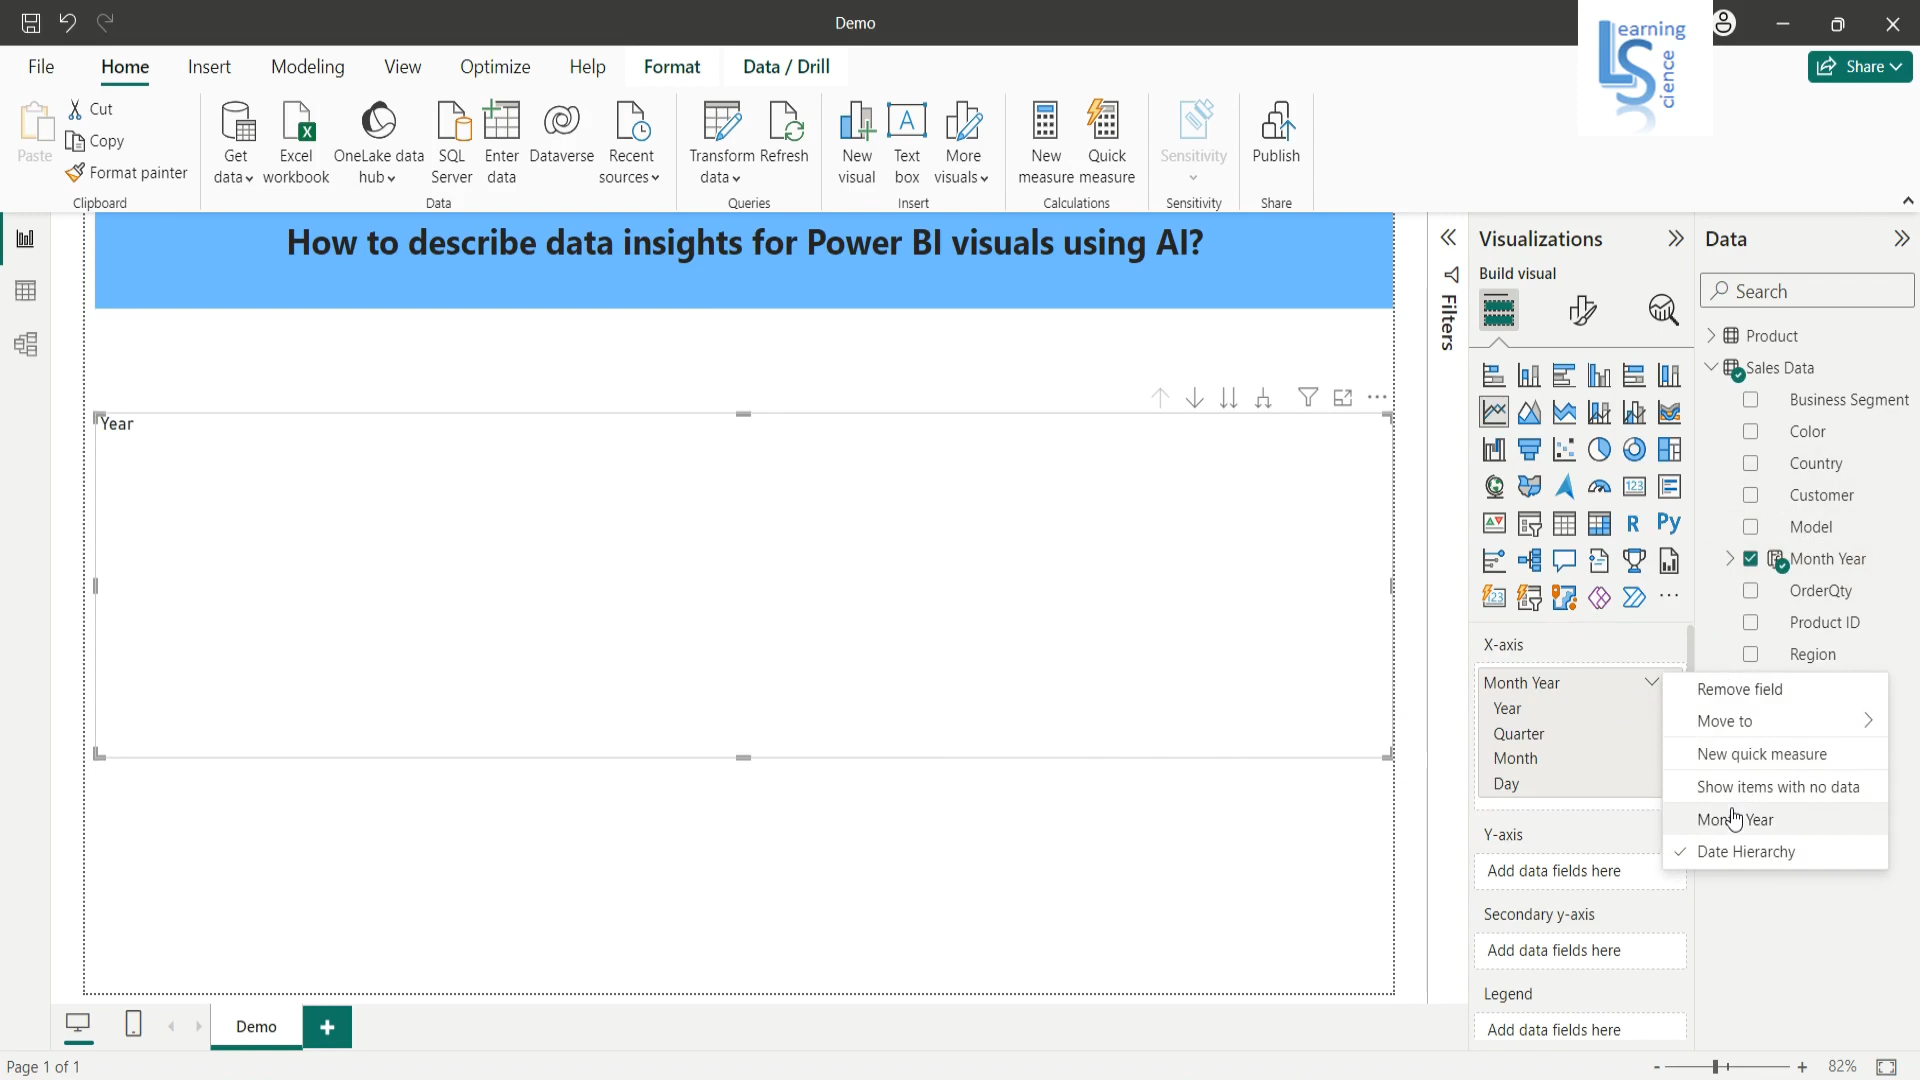 Demo
Learning
Science
File Home Insert Modeling View Optimize Help Format Data / Drill
Share
Paste
Cut
Copy
Format painter
Clipboard
Get data
Excel workbook
OneLake data hub
SQL Server
Enter data
Dataverse
Recent sources
Data
Transform data
Refresh
Queries
New visual
Text box
More visuals
Insert
New measure
Quick measure
Calculations
Sensitivity
Sensitivity
Publish
Share
How to describe data insights for Power BI visuals using AI?
Year
Filters
Visualizations
Build visual
R
Py
123
123
X-axis
Month Year
Year
Quarter
Month
Day
Y-axis
Add data fields here
Secondary y-axis
Add data fields here
Legend
Add data fields here
Data
Search
Product
Sales Data
Business Segment
Color
Country
Customer
Model
Month Year
OrderQty
Product ID
Region
Remove field
Move to
New quick measure
Show items with no data
Month Year
Date Hierarchy
Demo
Page 1 of 1
82%